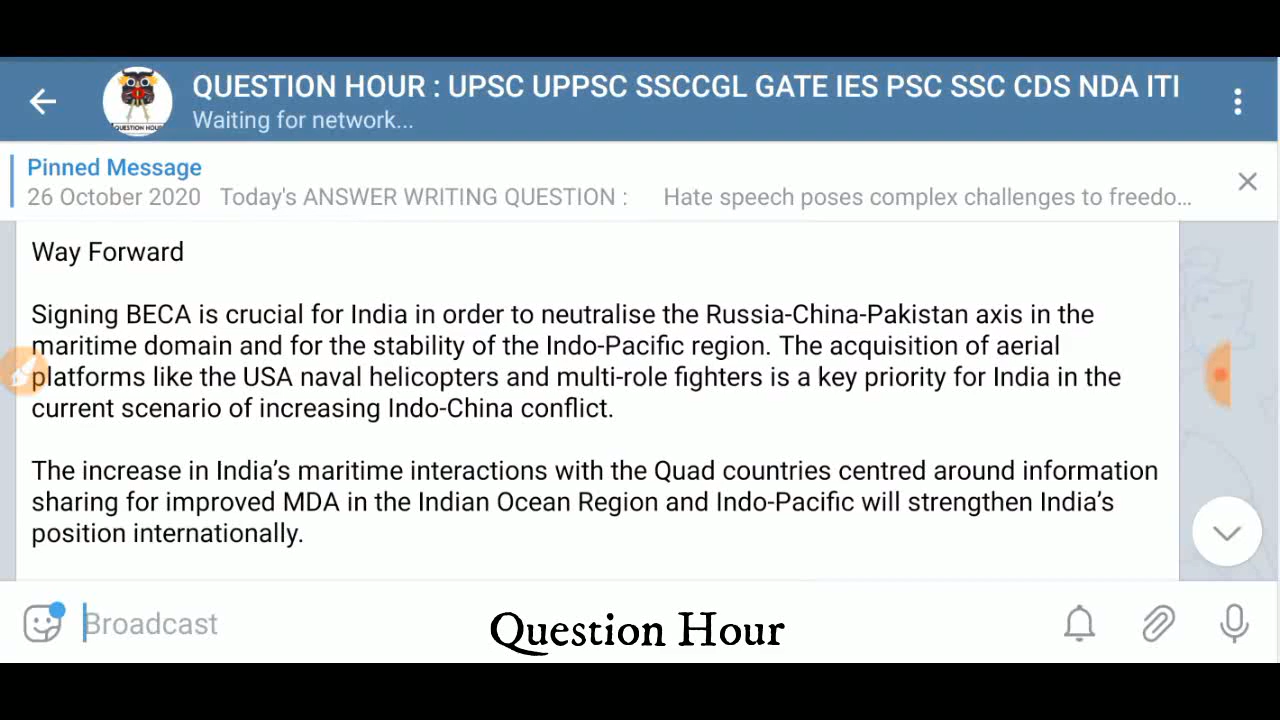 QUESTION HOUR : UPSC UPPSC SSCCGL GATE IES PSC SSC CDS NDA ITI
QUESTION HOUR
Waiting for network...
Pinned Message
26 October 2020 Today's ANSWER WRITING QUESTION : Hate speech poses complex challenges to freedo...
Way Forward
Signing BECA is crucial for India in order to neutralise the Russia-China-Pakistan axis in the
maritime domain and for the stability of the Indo-Pacific region. The acquisition of aerial
platforms like the USA naval helicopters and multi-role fighters is a key priority for India in the
current scenario of increasing Indo-China conflict.
The increase in India’s maritime interactions with the Quad countries centred around information
sharing for improved MDA in the Indian Ocean Region and Indo-Pacific will strengthen India’s
position internationally.
Broadcast
Question Hour